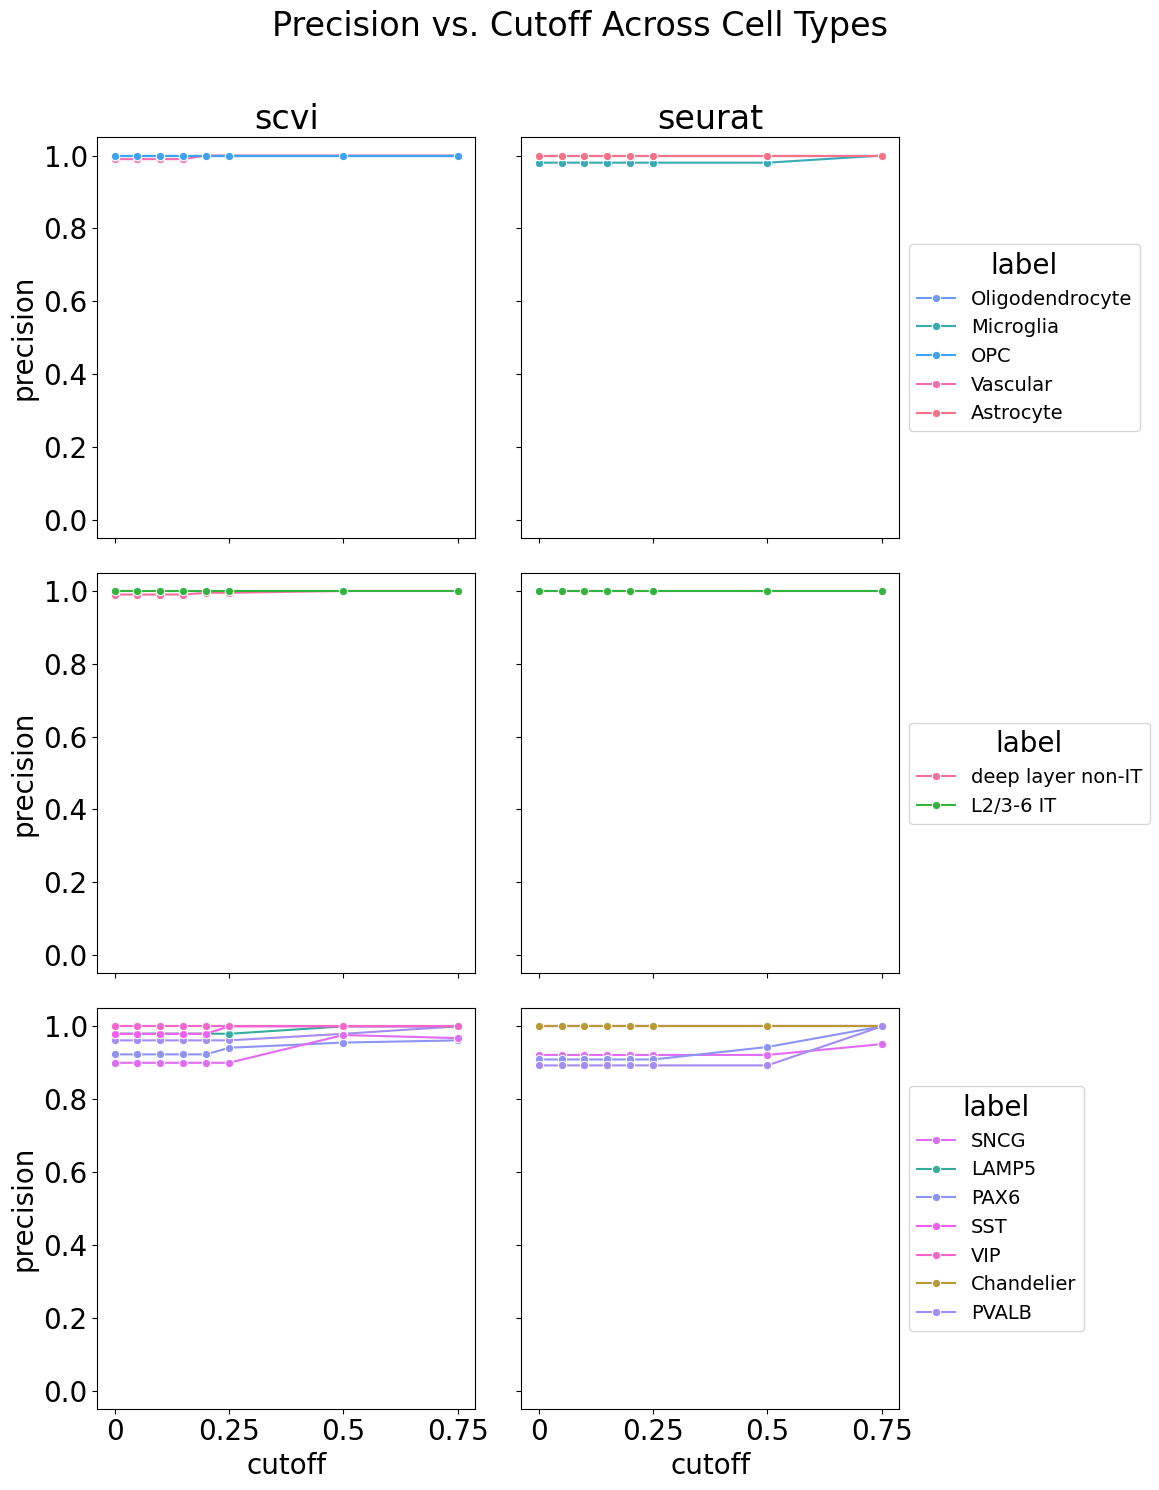 Precision vs. Cutoff Across Cell Types
scvi
seurat
1.0
0.8
0.6
0.4
0.2
0.0
precision
label
Oligodendrocyte
Microglia
OPC
Vascular
Astrocyte
1.0
0.8
0.6
0.4
0.2
0.0
precision
label
deep layer non-IT
L2/3-6 IT
1.0
0.8
0.6
0.4
0.2
0.0
precision
label
SNCG
LAMP5
PAX6
SST
VIP
Chandelier
PVALB
0 0.25 0.5 0.75
0 0.25 0.5 0.75
cutoff
cutoff